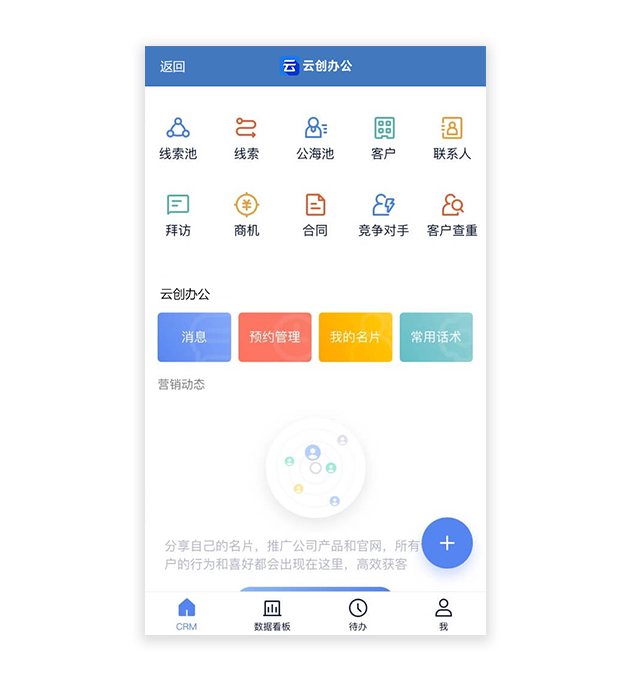 返回
云创办公
线索池
线索
公海池
客户
联系人
拜访
商机
合同
竞争对手
客户查重
云创办公
消息
预约管理
我的名片
常用话术
营销动态
分享自己的名片，推广公司产品和官网，所有
户的行为和喜好都会出现在这里，高效获客
CRM
数据看板
待办
我